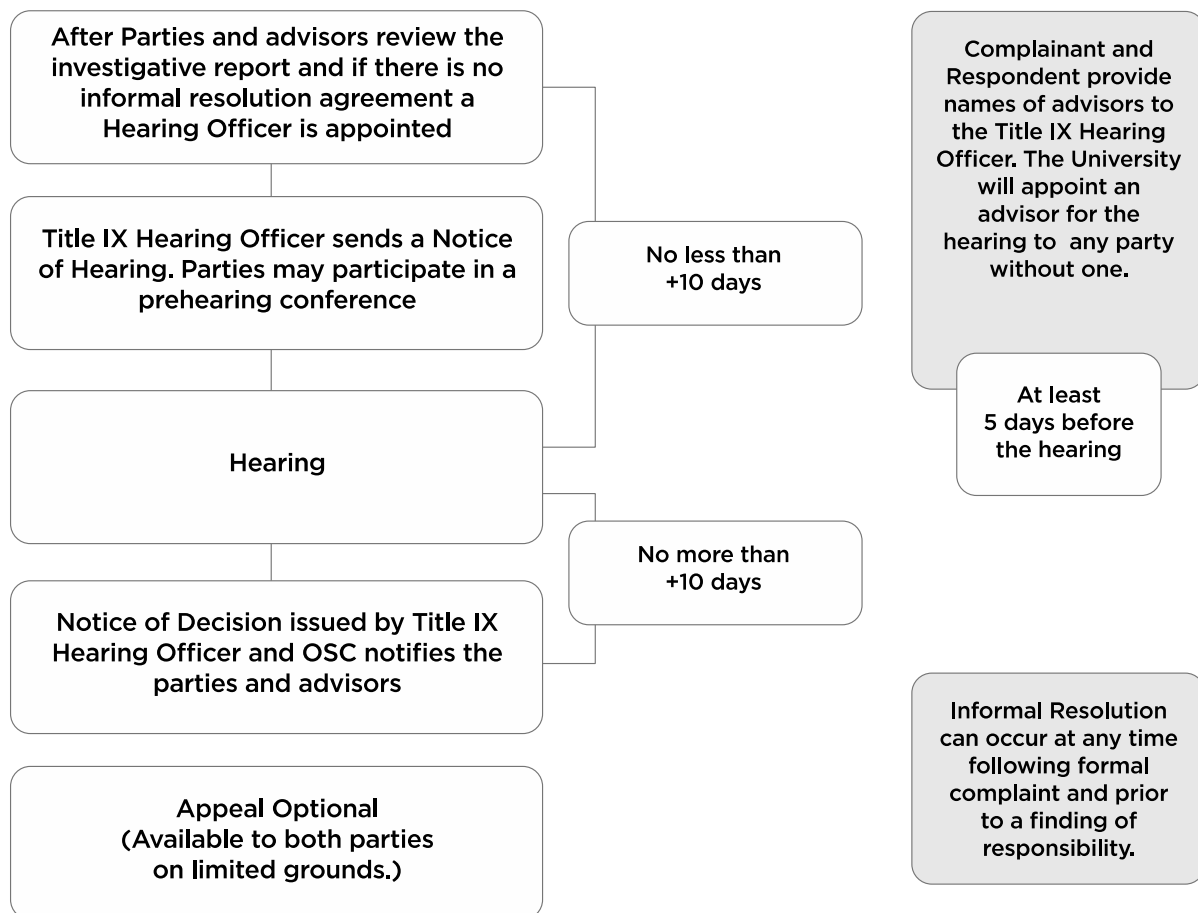 After Parties and advisors review the
investigative report and if there is no
informal resolution agreement a
Hearing Officer is appointed
Title IX Hearing Officer sends a Notice
of Hearing. Parties may participate in a
prehearing conference
No less than
+10 days
Hearing
No more than
+10 days
Notice of Decision issued by Title IX
Hearing Officer and OSC notifies the
parties and advisors
Appeal Optional
(Available to both parties
on limited grounds.)
Complainant and
Respondent provide
names of advisors to
the Title IX Hearing
Officer. The University
will appoint an
advisor for the
hearing to any party
without one.
At least
5 days before
the hearing
Informal Resolution
can occur at any time
following formal
complaint and prior
to a finding of
responsibility.